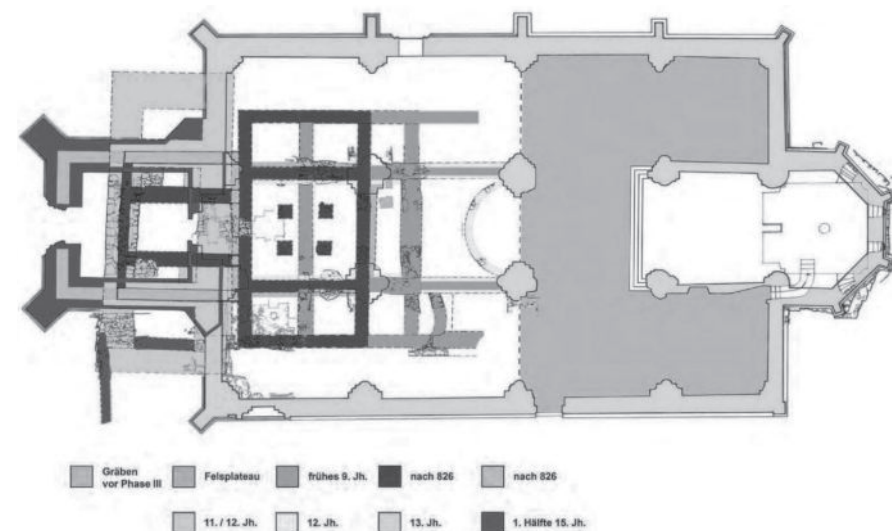 Gräben
vor Phase III
Felsplateau
frühes 9. Jh.
nach 826
nach 826
11. / 12. Jh.
12. Jh.
13. Jh.
1. Hälfte 15. Jh.